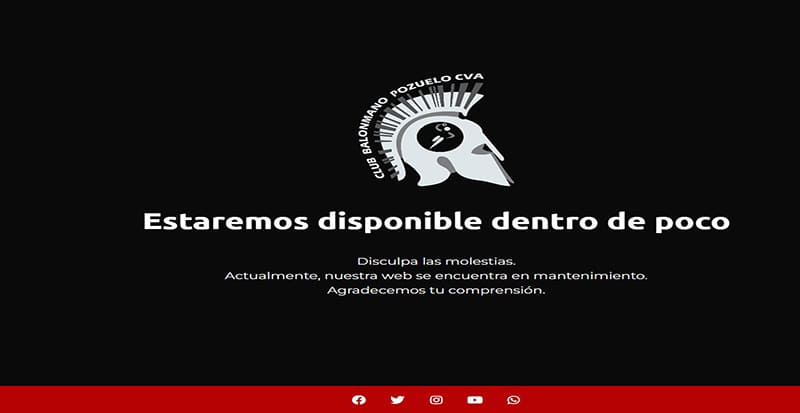 CLUB BALONMANO POZUELO CVA
Estaremos disponible dentro de poco
Disculpa las molestias.
Actualmente, nuestra web se encuentra en mantenimiento.
Agradecemos tu comprensión.